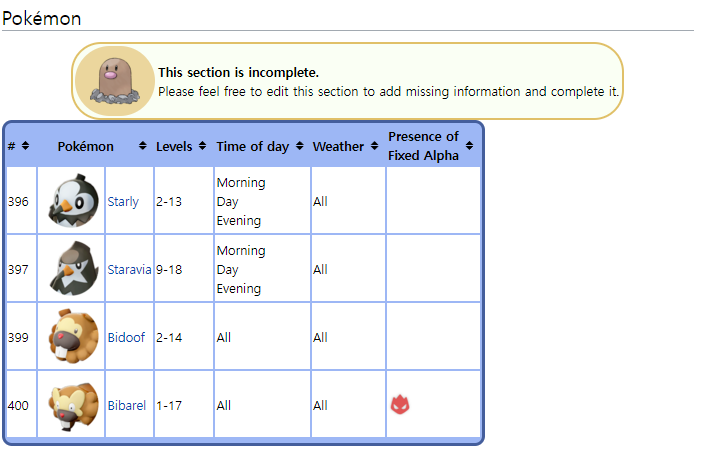 Pokémon
This section is incomplete.
Please feel free to edit this section to add missing information and complete it.
# Pokémon Levels Time of day Weather Presence of
Fixed Alpha
396 Starly 2-13 Morning
Day
Evening All
397 Staravia 9-18 Morning
Day
Evening All
399 Bidoof 2-14 All All
400 Bibarel 1-17 All All